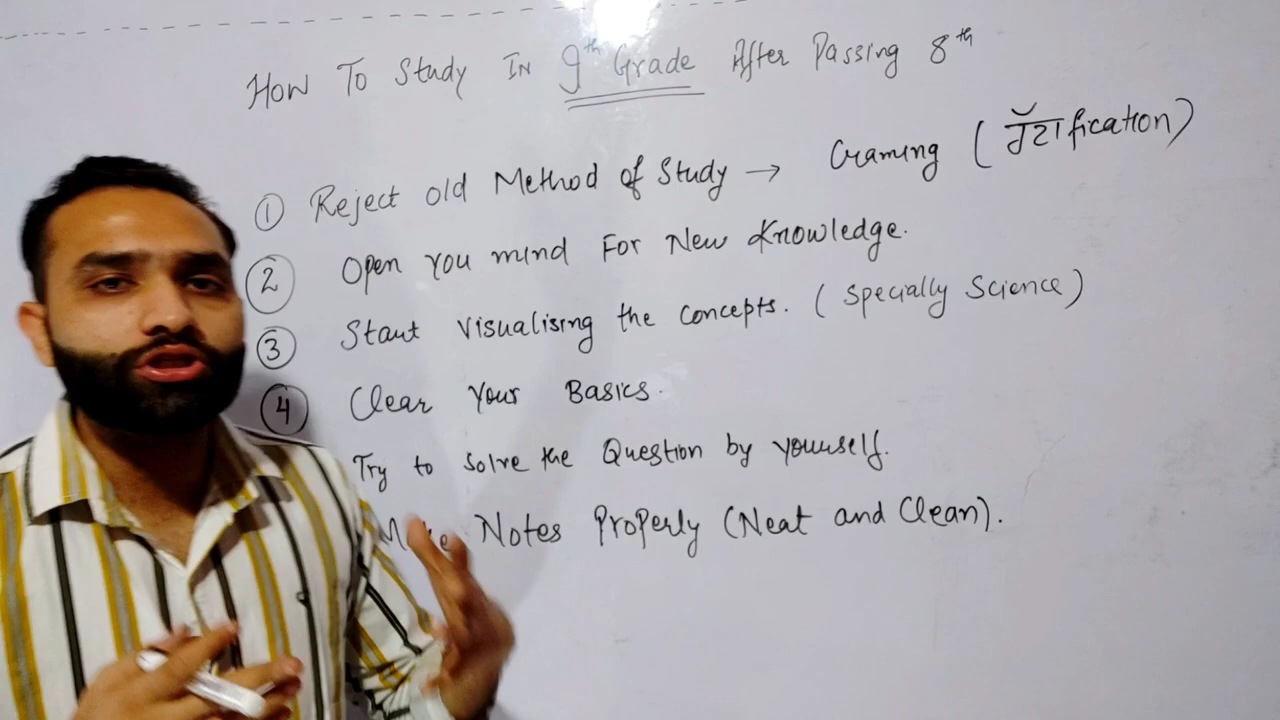 How To Study In 9th Grade After Passing 8th
① Reject old Method of Study → Craming (रॅटाfication)
② Open you mind For New Knowledge.
③ Start Visualising the concepts. (Specially Science)
④ Clear Your Basics.
Try to Solve the Question by yourself.
Make Notes Properly (Neat and Clean).